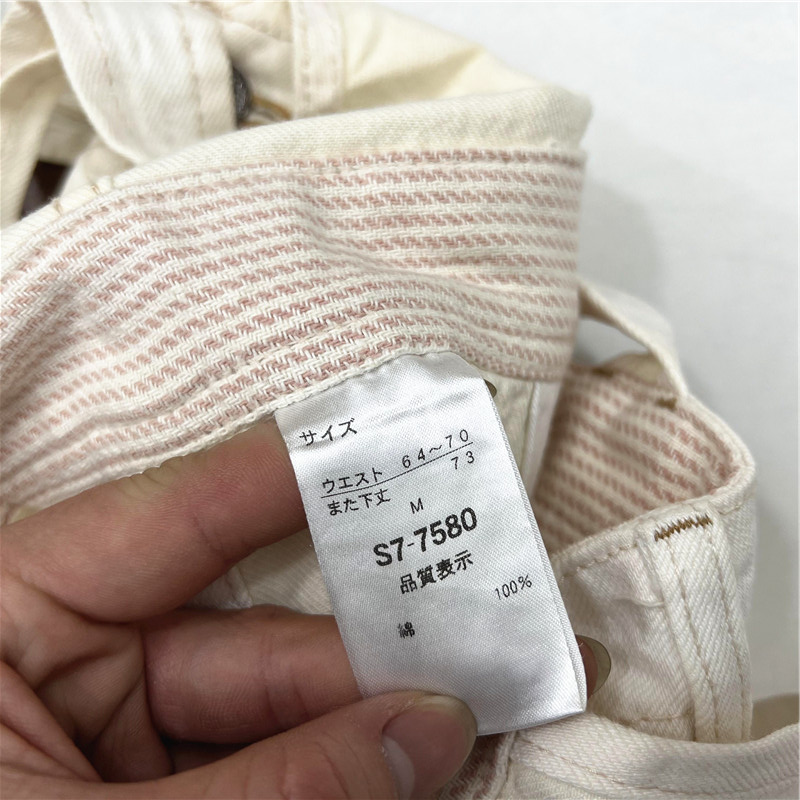 サイズ
ウエスト 64~70
また下丈 73
M
S7-7580
品質表示
綿 100%